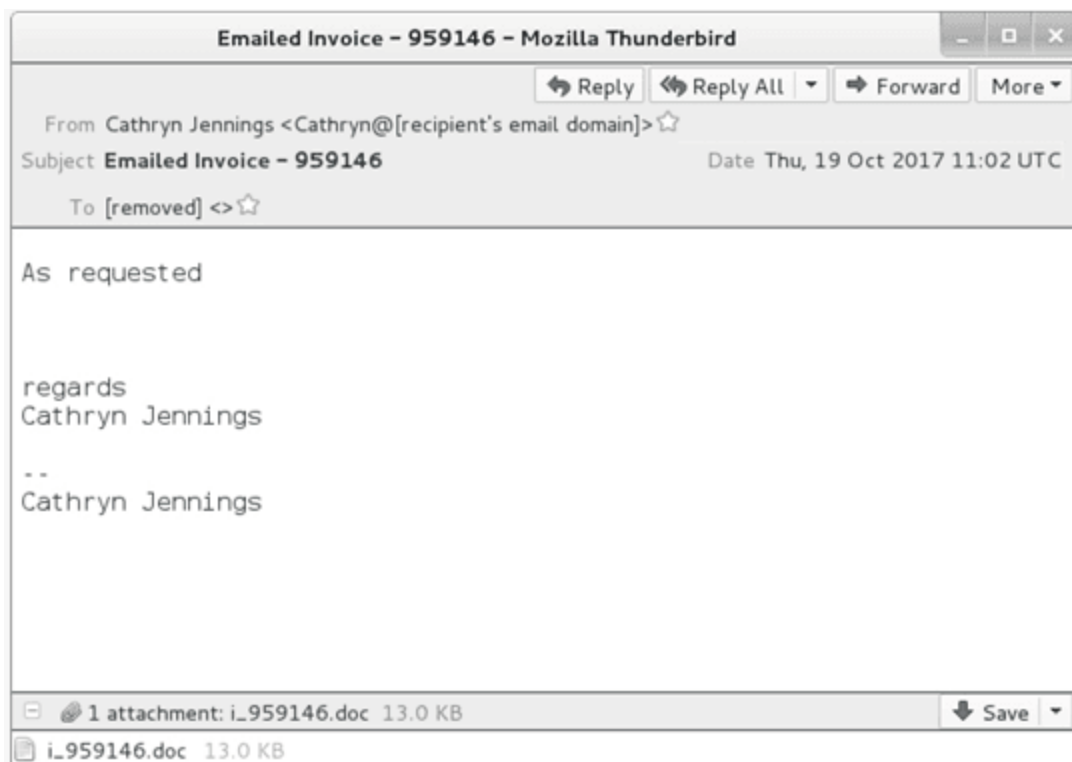 Emailed Invoice – 959146 – Mozilla Thunderbird
Reply Reply All Forward More
From Cathryn Jennings <Cathryn@[recipient's email domain]>
Subject Emailed Invoice – 959146 Date Thu, 19 Oct 2017 11:02 UTC
To [removed] <>
As requested
regards
Cathryn Jennings
--
Cathryn Jennings
1 attachment: i_959146.doc 13.0 KB Save
i_959146.doc 13.0 KB